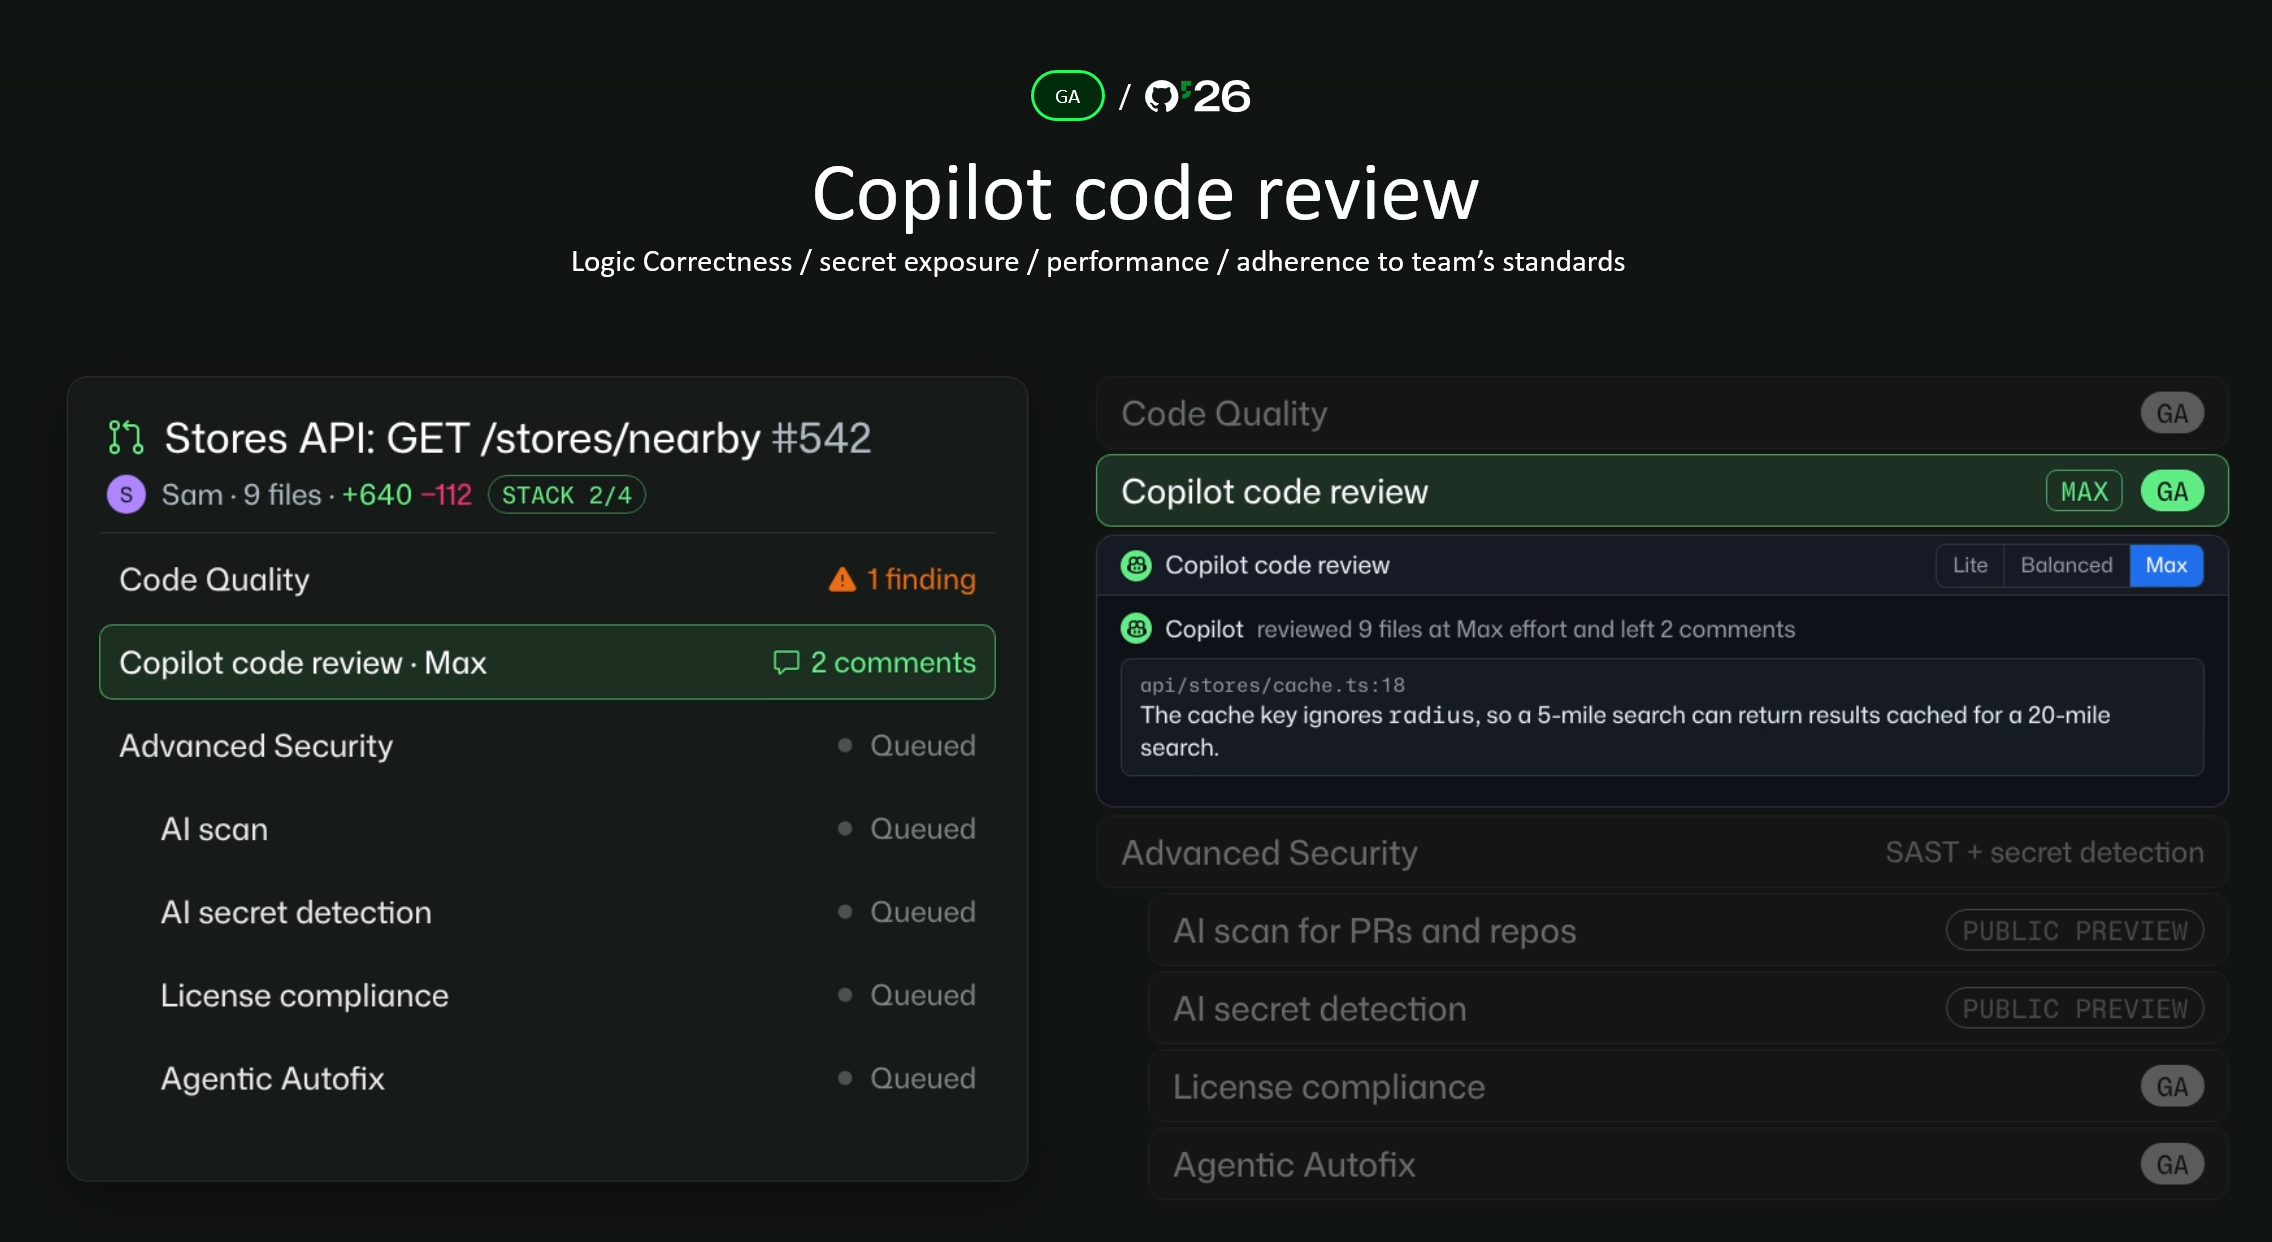 GA / '26
Copilot code review
Logic Correctness / secret exposure / performance / adherence to team’s standards
Stores API: GET /stores/nearby #542
S Sam · 9 files · +640 −112 STACK 2/4
Code Quality 1 finding
Copilot code review · Max 2 comments
Advanced Security Queued
AI scan Queued
AI secret detection Queued
License compliance Queued
Agentic Autofix Queued
Code Quality GA
Copilot code review MAX GA
Copilot code review Lite Balanced Max
Copilot reviewed 9 files at Max effort and left 2 comments
api/stores/cache.ts:18
The cache key ignores radius, so a 5-mile search can return results cached for a 20-mile
search.
Advanced Security SAST + secret detection
AI scan for PRs and repos PUBLIC PREVIEW
AI secret detection PUBLIC PREVIEW
License compliance GA
Agentic Autofix GA